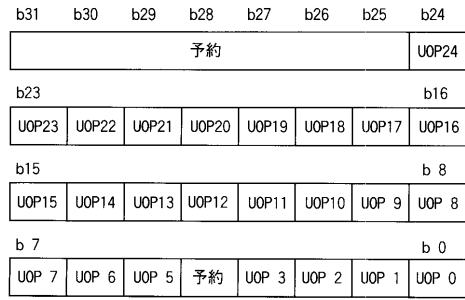 b31 b30 b29 b28 b27 b26 b25 b24
予約 UOP24
b23 b16
UOP23 UOP22 UOP21 UOP20 UOP19 UOP18 UOP17 UOP16
b15 b 8
UOP15 UOP14 UOP13 UOP12 UOP11 UOP10 UOP 9 UOP 8
b 7 b 0
UOP 7 UOP 6 UOP 5 予約 UOP 3 UOP 2 UOP 1 UOP 0